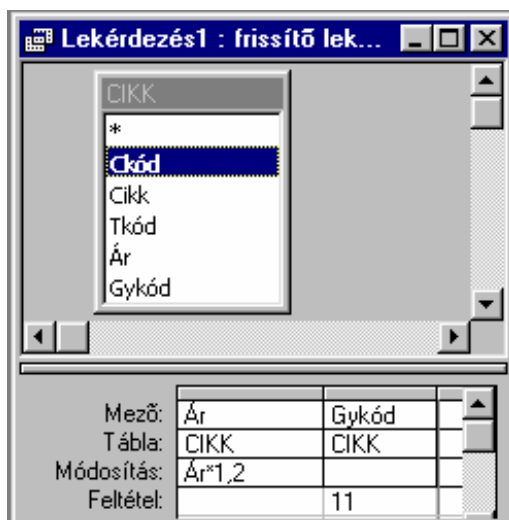 Lekérdezés1 : frissítő lek...
CIKK
*
Ckód
Cikk
Tkód
Ár
Gykód
Mező: Ár Gykód
Tábla: CIKK CIKK
Módosítás: Ár*1,2
Feltétel: 11